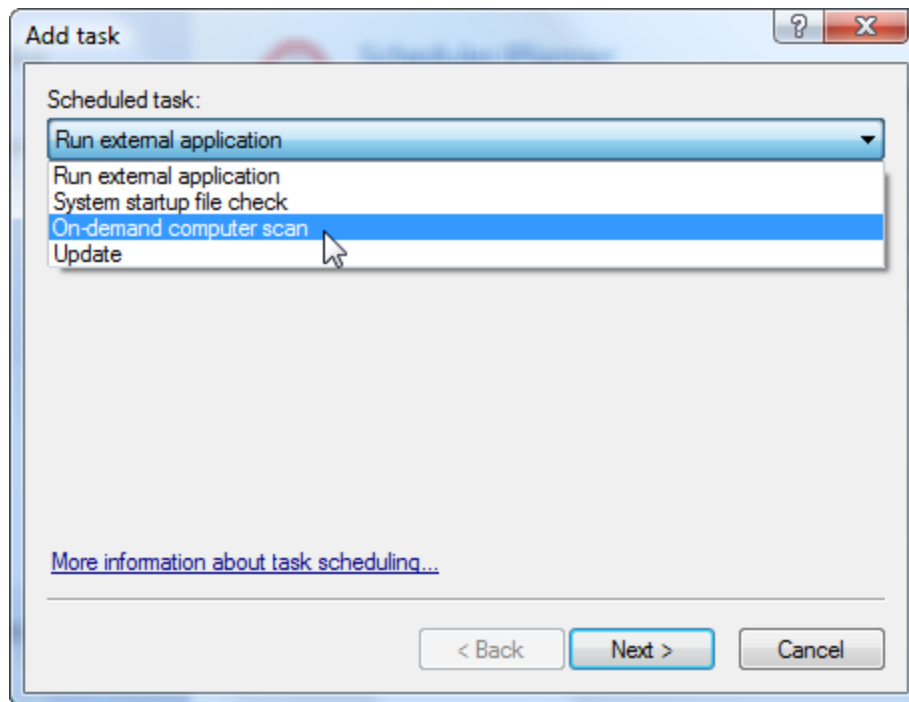 Add task
Scheduled task:
Run external application
Run external application
System startup file check
On-demand computer scan
Update
More information about task scheduling...
< Back Next > Cancel